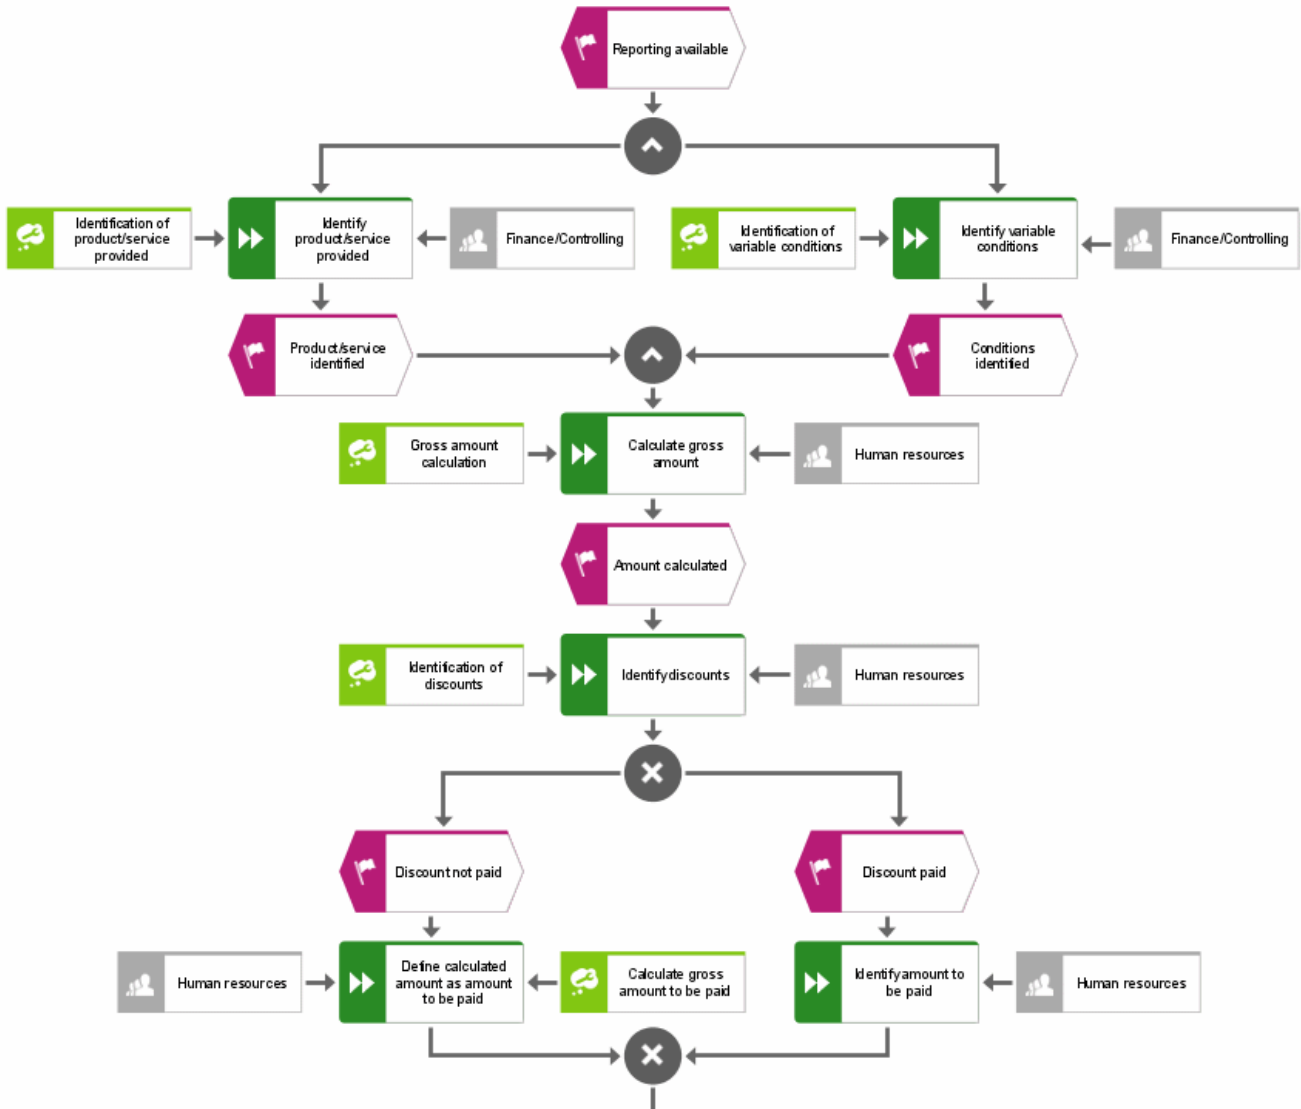 Reporting available
Identification of
product/service
provided
Identify
product/service
provided
Finance/Controlling
Identification of
variable conditions
Identify variable
conditions
Finance/Controlling
Product/service
identified
Conditions
identified
Gross amount
calculation
Calculate gross
amount
Human resources
Amount calculated
Identification of
discounts
Identify discounts
Human resources
Discount not paid
Discount paid
Human resources
Define calculated
amount as amount
to be paid
Calculate gross
amount to be paid
Identify amount to
be paid
Human resources